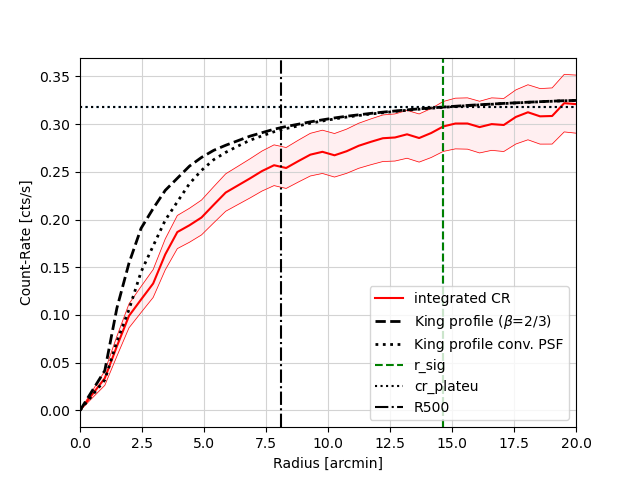 0.35
0.30
0.25
0.20
0.15
0.10
0.05
0.00
Count-Rate [cts/s]
integrated CR
King profile (β=2/3)
King profile conv. PSF
r_sig
cr_plateu
R500
0.0 2.5 5.0 7.5 10.0 12.5 15.0 17.5 20.0
Radius [arcmin]